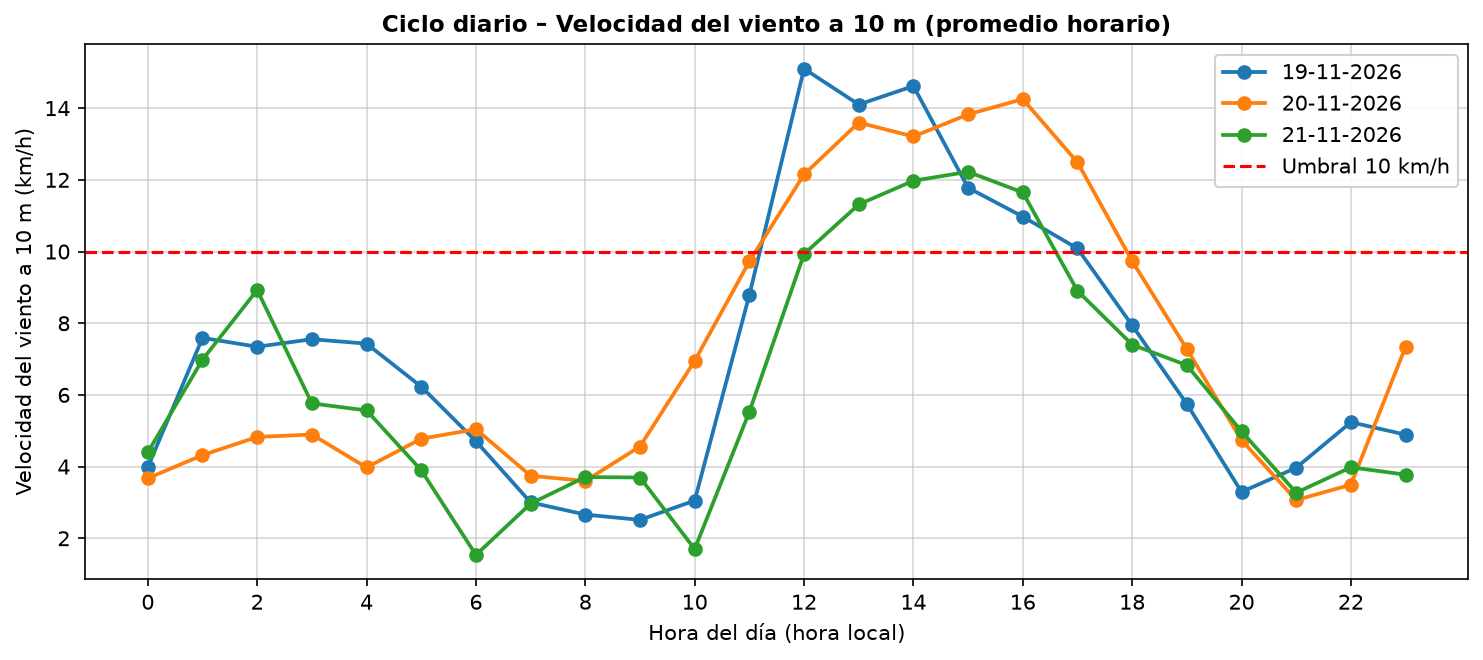 Ciclo diario – Velocidad del viento a 10 m (promedio horario)
Velocidad del viento a 10 m (km/h)
14
12
10
8
6
4
2
19-11-2026
20-11-2026
21-11-2026
Umbral 10 km/h
0 2 4 6 8 10 12 14 16 18 20 22
Hora del día (hora local)